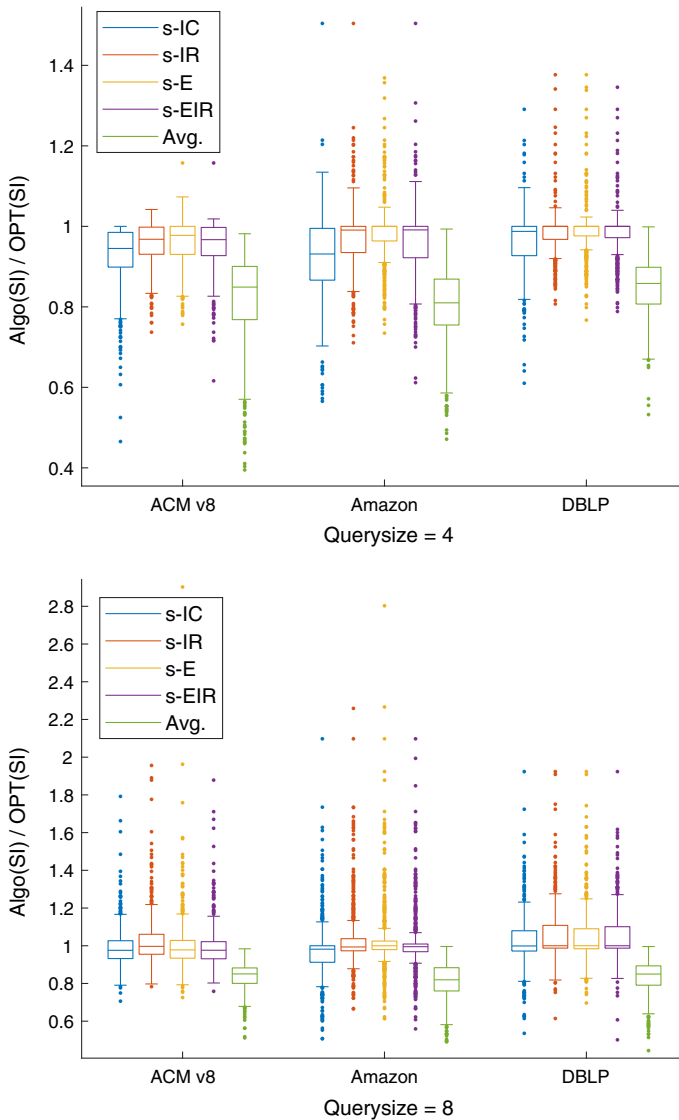 s-IC
s-IR
s-E
s-EIR
Avg.
1.4
1.2
1
0.8
0.6
0.4
Algo(SI) / OPT(SI)
ACM v8 Amazon DBLP
Querysize = 4
s-IC
s-IR
s-E
s-EIR
Avg.
2.8
2.6
2.4
2.2
2
1.8
1.6
1.4
1.2
1
0.8
0.6
Algo(SI) / OPT(SI)
ACM v8 Amazon DBLP
Querysize = 8